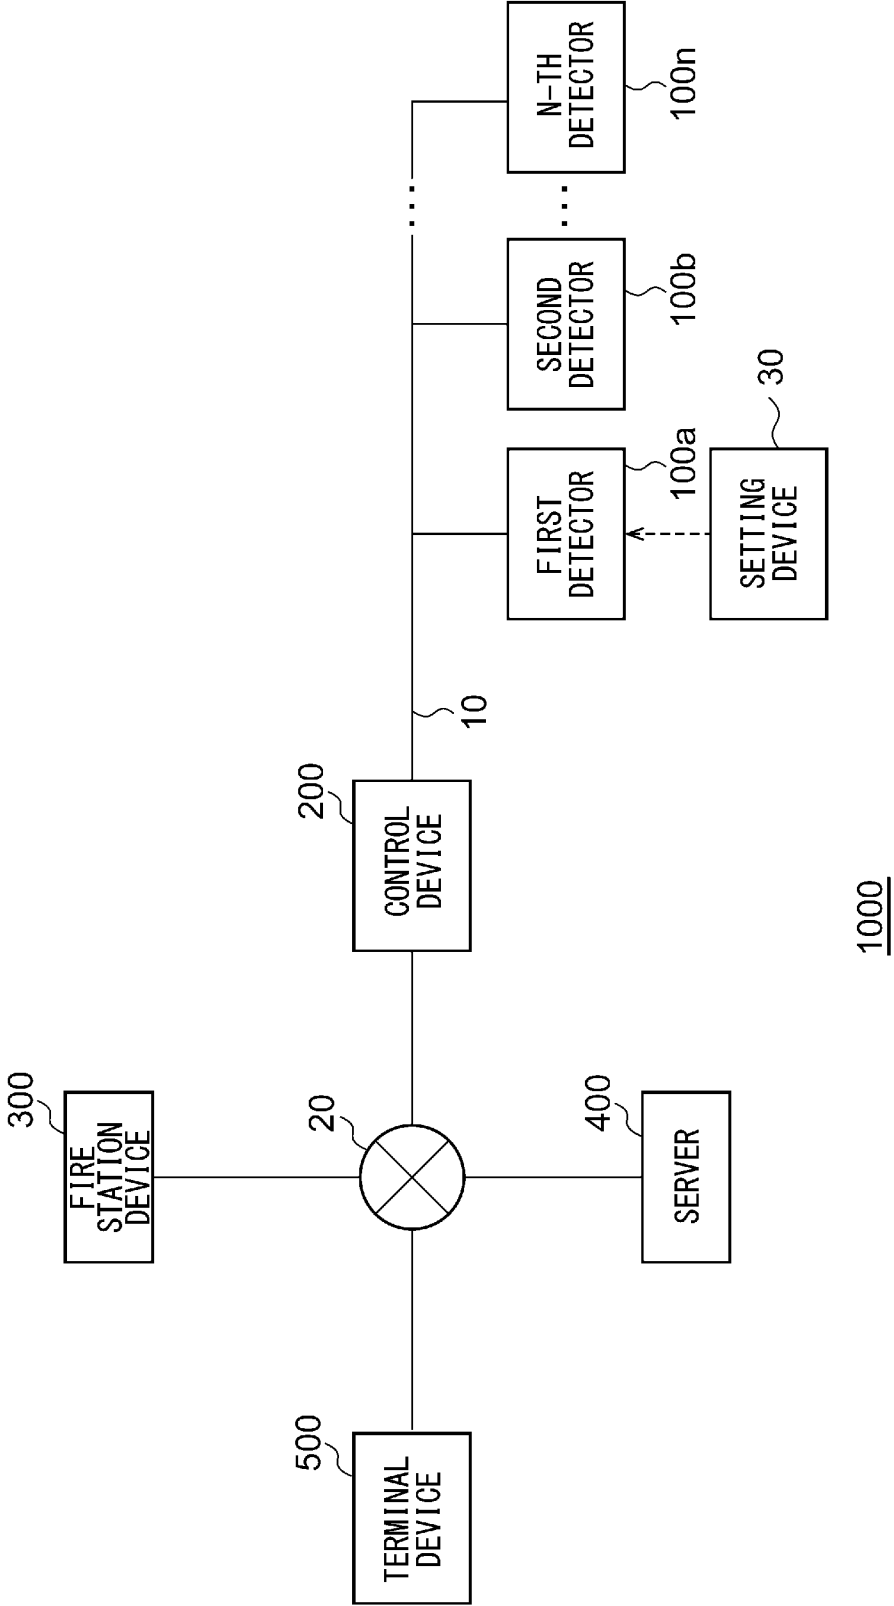 300
FIRE
STATION
DEVICE
500
TERMINAL
DEVICE
20
200
CONTROL
DEVICE
10
FIRST
DETECTOR
100a
SECOND
DETECTOR
100b
...
...
N-TH
DETECTOR
100n
400
SERVER
30
SETTING
DEVICE
1000